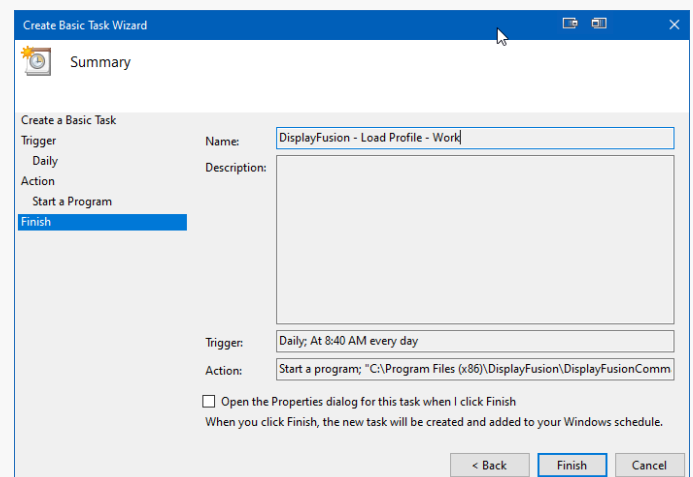 Create Basic Task Wizard
Summary
Create a Basic Task
Trigger
Daily
Action
Start a Program
Finish
Name:
DisplayFusion - Load Profile - Work
Description:
Trigger:
Daily; At 8:40 AM every day
Action:
Start a program; "C:\Program Files (x86)\DisplayFusion\DisplayFusionComm
Open the Properties dialog for this task when I click Finish
When you click Finish, the new task will be created and added to your Windows schedule.
< Back
Finish
Cancel